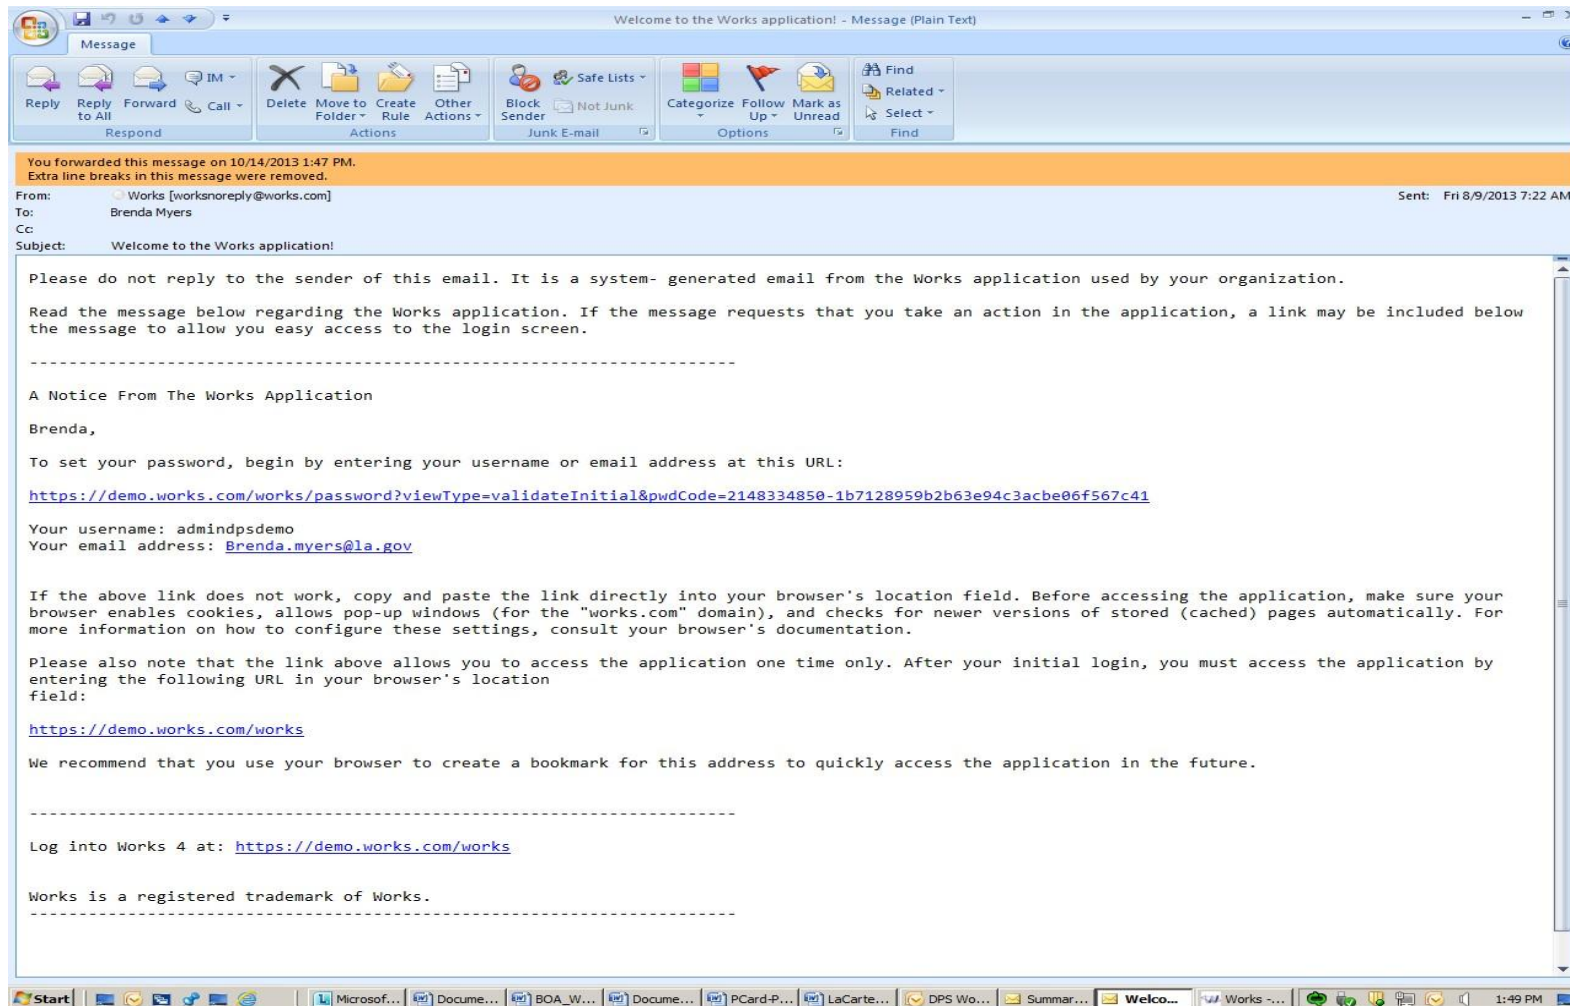 Welcome to the Works application! - Message (Plain Text)
Message
Reply
Reply to All
Forward
IM
Call
Respond
Delete
Move to Folder
Create Rule
Other Actions
Actions
Block Sender
Safe Lists
Not Junk
Junk E-mail
Categorize
Follow Up
Mark as Unread
Options
Find
Related
Select
Find
You forwarded this message on 10/14/2013 1:47 PM.
Extra line breaks in this message were removed.
From: Works [worksnoreply@works.com]
Sent: Fri 8/9/2013 7:22 AM
To: Brenda Myers
Cc:
Subject: Welcome to the Works application!
Please do not reply to the sender of this email. It is a system- generated email from the Works application used by your organization.
Read the message below regarding the Works application. If the message requests that you take an action in the application, a link may be included below
the message to allow you easy access to the login screen.
------------------------------------------------------------------------
A Notice From The Works Application
Brenda,
To set your password, begin by entering your username or email address at this URL:
https://demo.works.com/works/password?viewType=validateInitial&pwdCode=2148334850-1b7128959b2b63e94c3acbe06f567c41
Your username: admindpsdemo
Your email address: Brenda.myers@la.gov
If the above link does not work, copy and paste the link directly into your browser's location field. Before accessing the application, make sure your
browser enables cookies, allows pop-up windows (for the "works.com" domain), and checks for newer versions of stored (cached) pages automatically. For
more information on how to configure these settings, consult your browser's documentation.
Please also note that the link above allows you to access the application one time only. After your initial login, you must access the application by
entering the following URL in your browser's location
field:
https://demo.works.com/works
We recommend that you use your browser to create a bookmark for this address to quickly access the application in the future.
------------------------------------------------------------------------
Log into Works 4 at: https://demo.works.com/works
Works is a registered trademark of Works.
------------------------------------------------------------------------
Start
Microsof...
Docume...
BOA_W...
Docume...
PCard-P...
LaCarte...
DPS Wo...
Summar...
Welco...
Works -...
1:49 PM